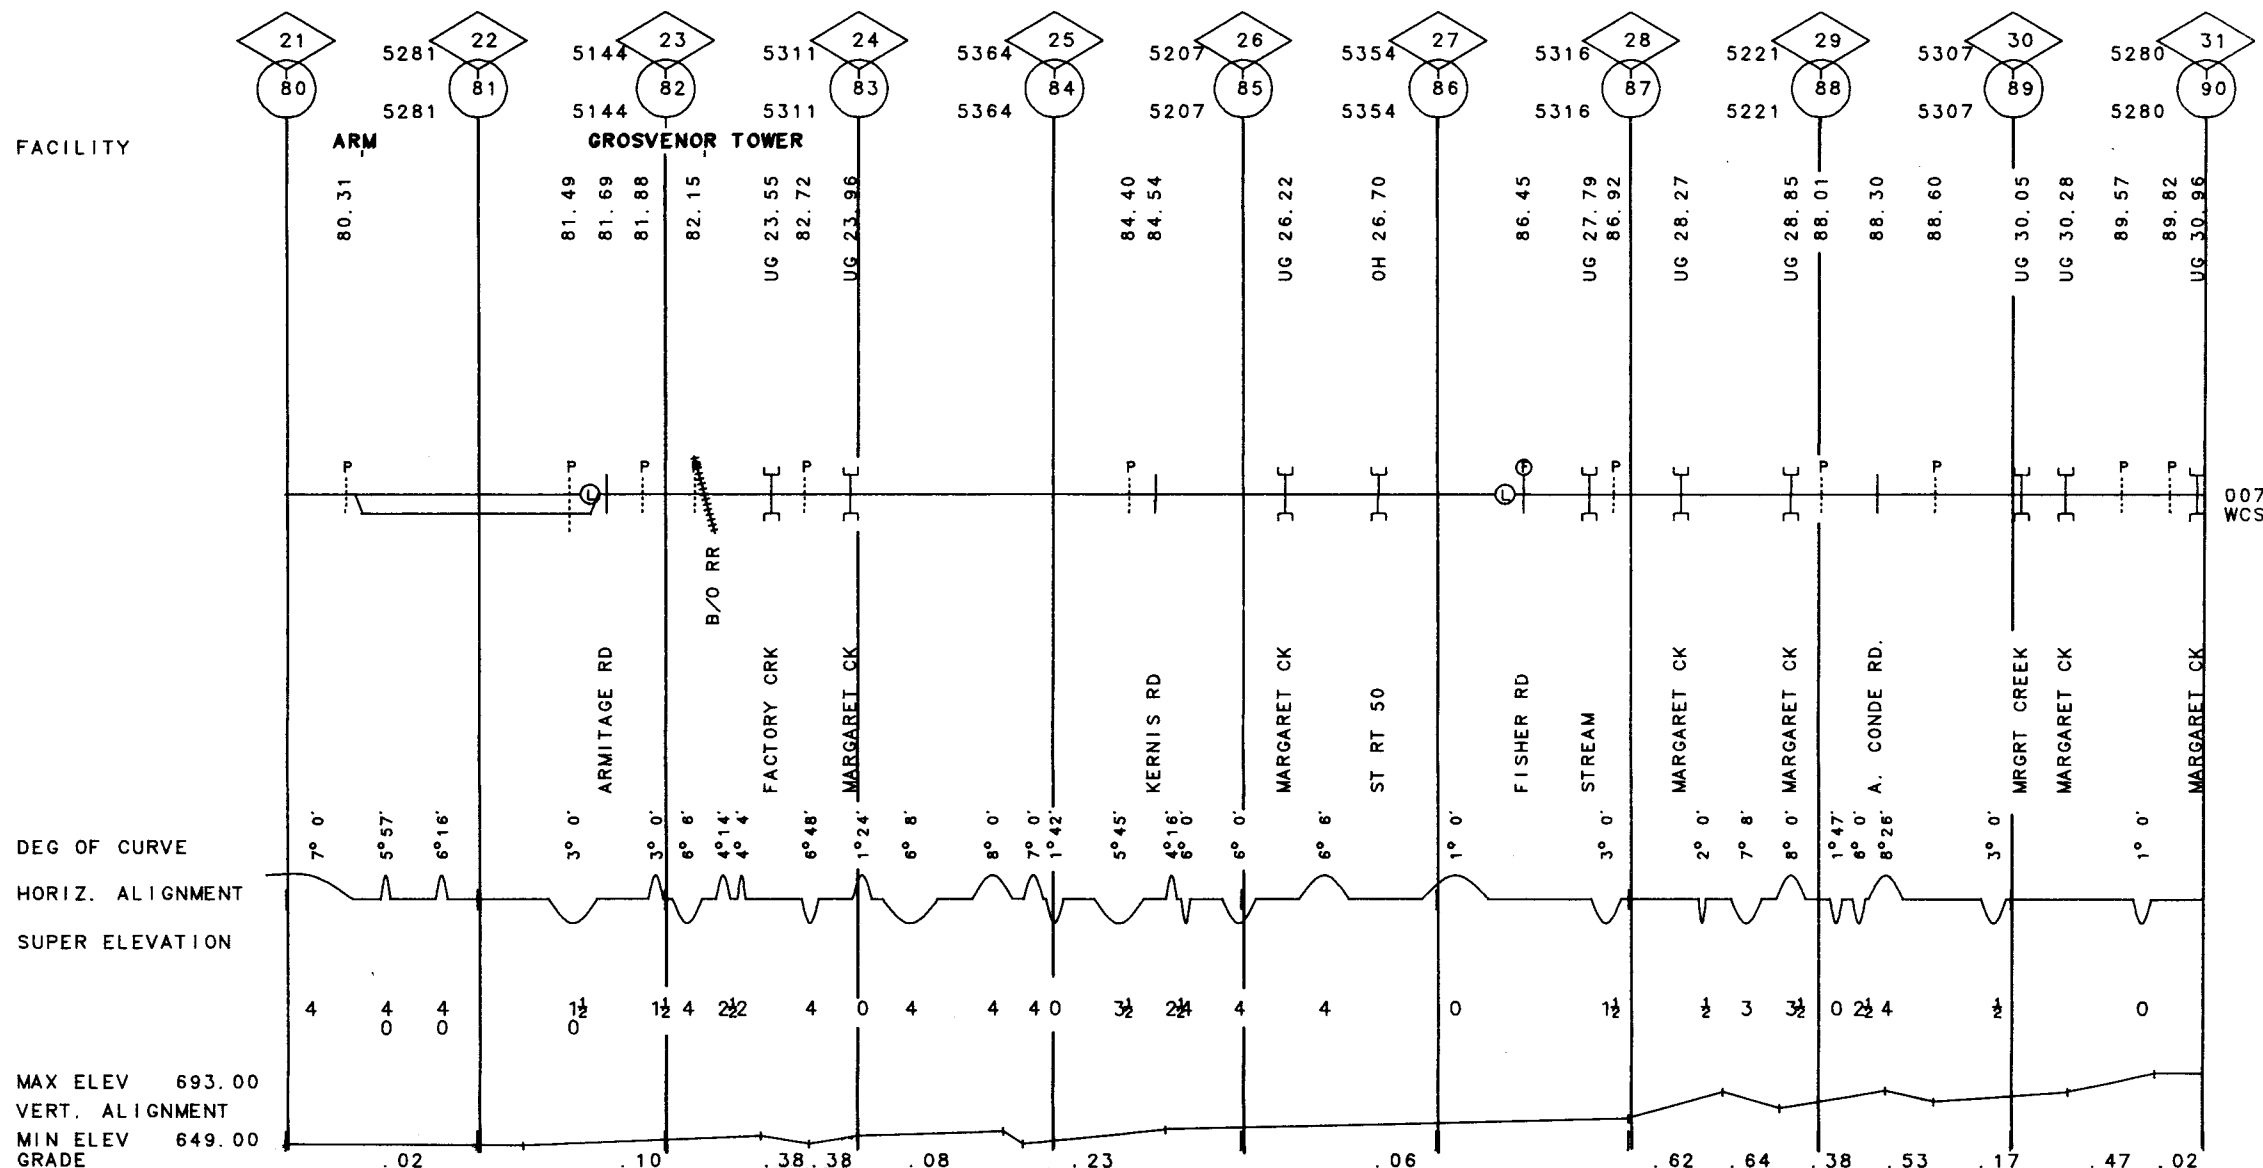 21 22 23 24 25 26 27 28 29 30 31
5281 5144 5311 5364 5207 5354 5316 5221 5307 5280
80 81 82 83 84 85 86 87 88 89 90
5281 5144 5311 5364 5207 5354 5316 5221 5307 5280
FACILITY ARM GROSVENOR TOWER
80.31
81.49
81.69
81.88
82.15
UG 23.55
82.72
UG 23.96
84.40
84.54
UG 26.22
OH 26.70
86.45
UG 27.79
86.92
UG 28.27
UG 28.85
88.01
88.30
88.60
UG 30.05
UG 30.28
89.57
89.82
UG 30.96
P P P P P P F P P P P P
L L
007
WCS
B/O RR
ARMITAGE RD
FACTORY CRK
MARGARET CK
KERNIS RD
MARGARET CK
ST RT 50
FISHER RD
STREAM
MARGARET CK
MARGARET CK
A. CONDE RD.
MRGRT CREEK
MARGARET CK
MARGARET CK
DEG OF CURVE
7° 0'
5° 57'
6° 16'
3° 0'
3° 0'
6° 6'
4° 14'
4° 4'
6° 48'
1° 24'
6° 8'
8° 0'
7° 0'
1° 42'
5° 45'
4° 16'
6° 0'
6° 0'
6° 6'
1° 0'
3° 0'
2° 0'
7° 8'
8° 0'
1° 47'
6° 0'
8° 26'
3° 0'
1° 0'
HORIZ. ALIGNMENT
SUPER ELEVATION
4 4 4 1½ 1½ 4 2½ 2 4 0 4 4 4 0 3½ 2½ 4 4 4 0 1½ ½ 3 3½ 0 2½ 4 ½ 0
0 0 0
MAX ELEV 693.00
VERT. ALIGNMENT
MIN ELEV 649.00
GRADE .02 .10 .38 .38 .08 .23 .06 .62 .64 .38 .53 .17 .47 .02